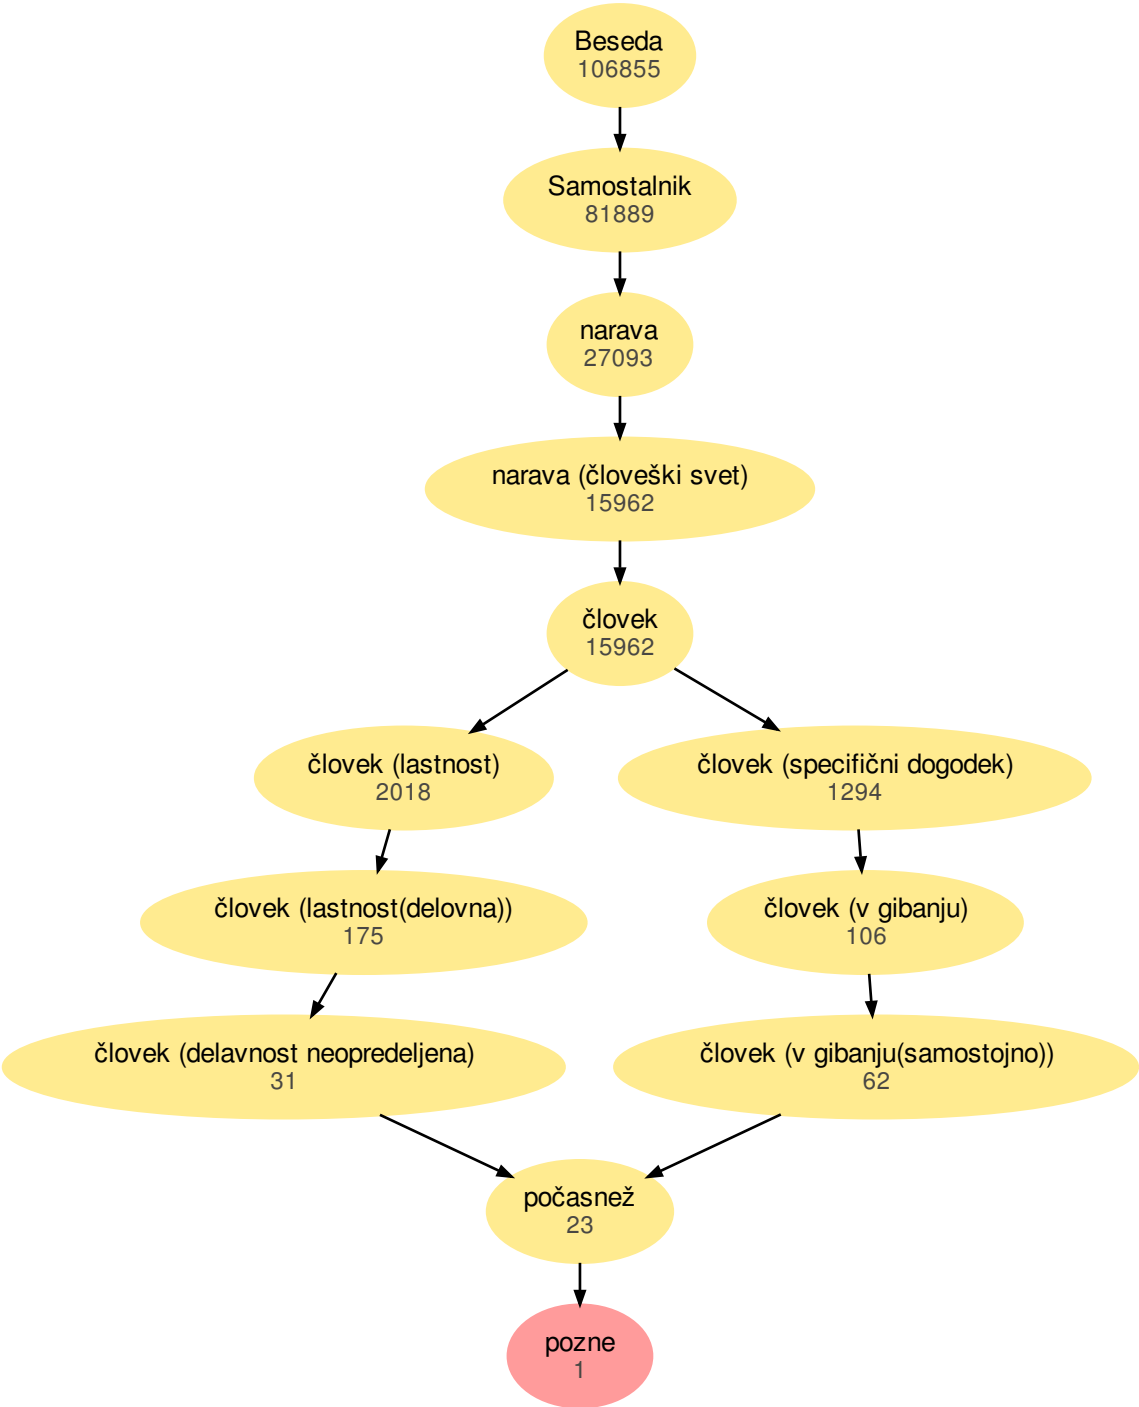 Beseda
106855
Samostalnik
81889
narava
27093
narava (človeški svet)
15962
človek
15962
človek (lastnost)
2018
človek (specifični dogodek)
1294
človek (lastnost(delovna))
175
človek (v gibanju)
106
človek (delavnost neopredeljena)
31
človek (v gibanju(samostojno))
62
počasnež
23
pozne
1